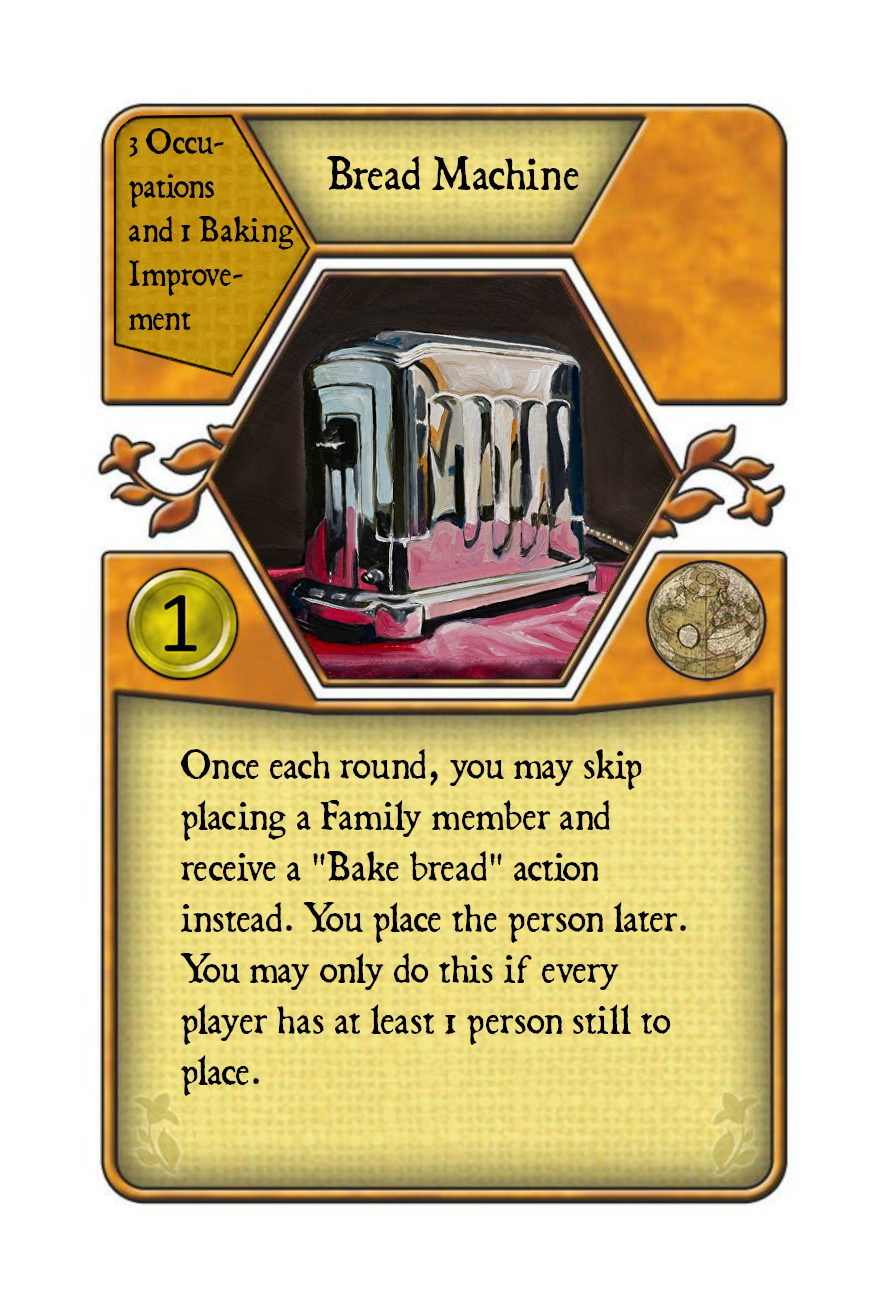 3 Occu-
pations
and 1 Baking
Improve-
ment
Bread Machine
1
Once each round, you may skip
placing a Family member and
receive a "Bake bread" action
instead. You place the person later.
You may only do this if every
player has at least 1 person still to
place.